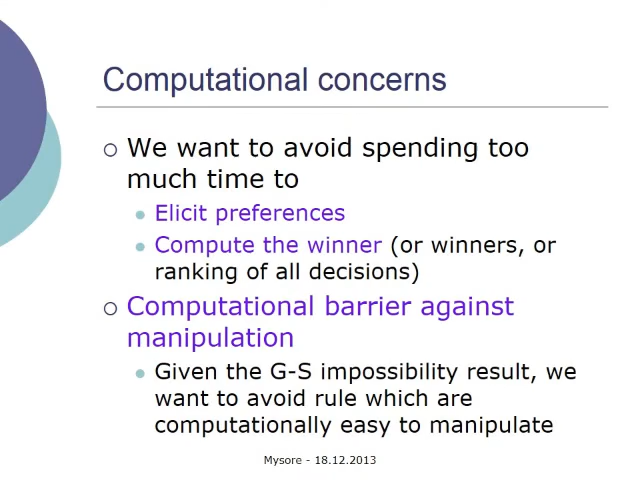 Computational concerns
We want to avoid spending too
much time to
Elicit preferences
Compute the winner (or winners, or
ranking of all decisions)
Computational barrier against
manipulation
Given the G-S impossibility result, we
want to avoid rule which are
computationally easy to manipulate
Mysore - 18.12.2013